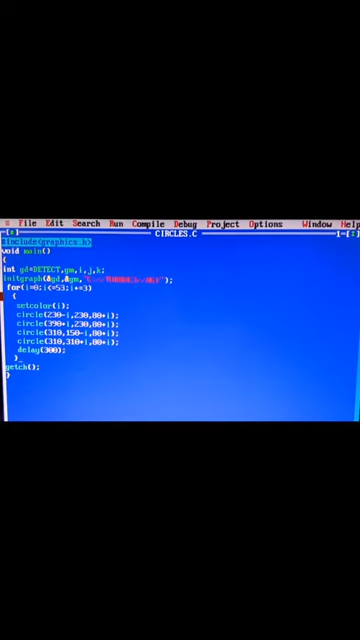 ≡ File Edit Search Run Compile Debug Project Options Window Help
CIRCLES.C
#include<graphics.h>
void main()
{
int gd=DETECT,gm,i,j,k;
initgraph(&gd,&gm,"
for(i=0;i<=53;i+=3)
{
setcolor(i);
circle(230-i,230,80+i);
circle(390+i,230,80+i);
circle(310,150-i,80+i);
circle(310,310+i,80+i);
delay(300);
}
getch();
}